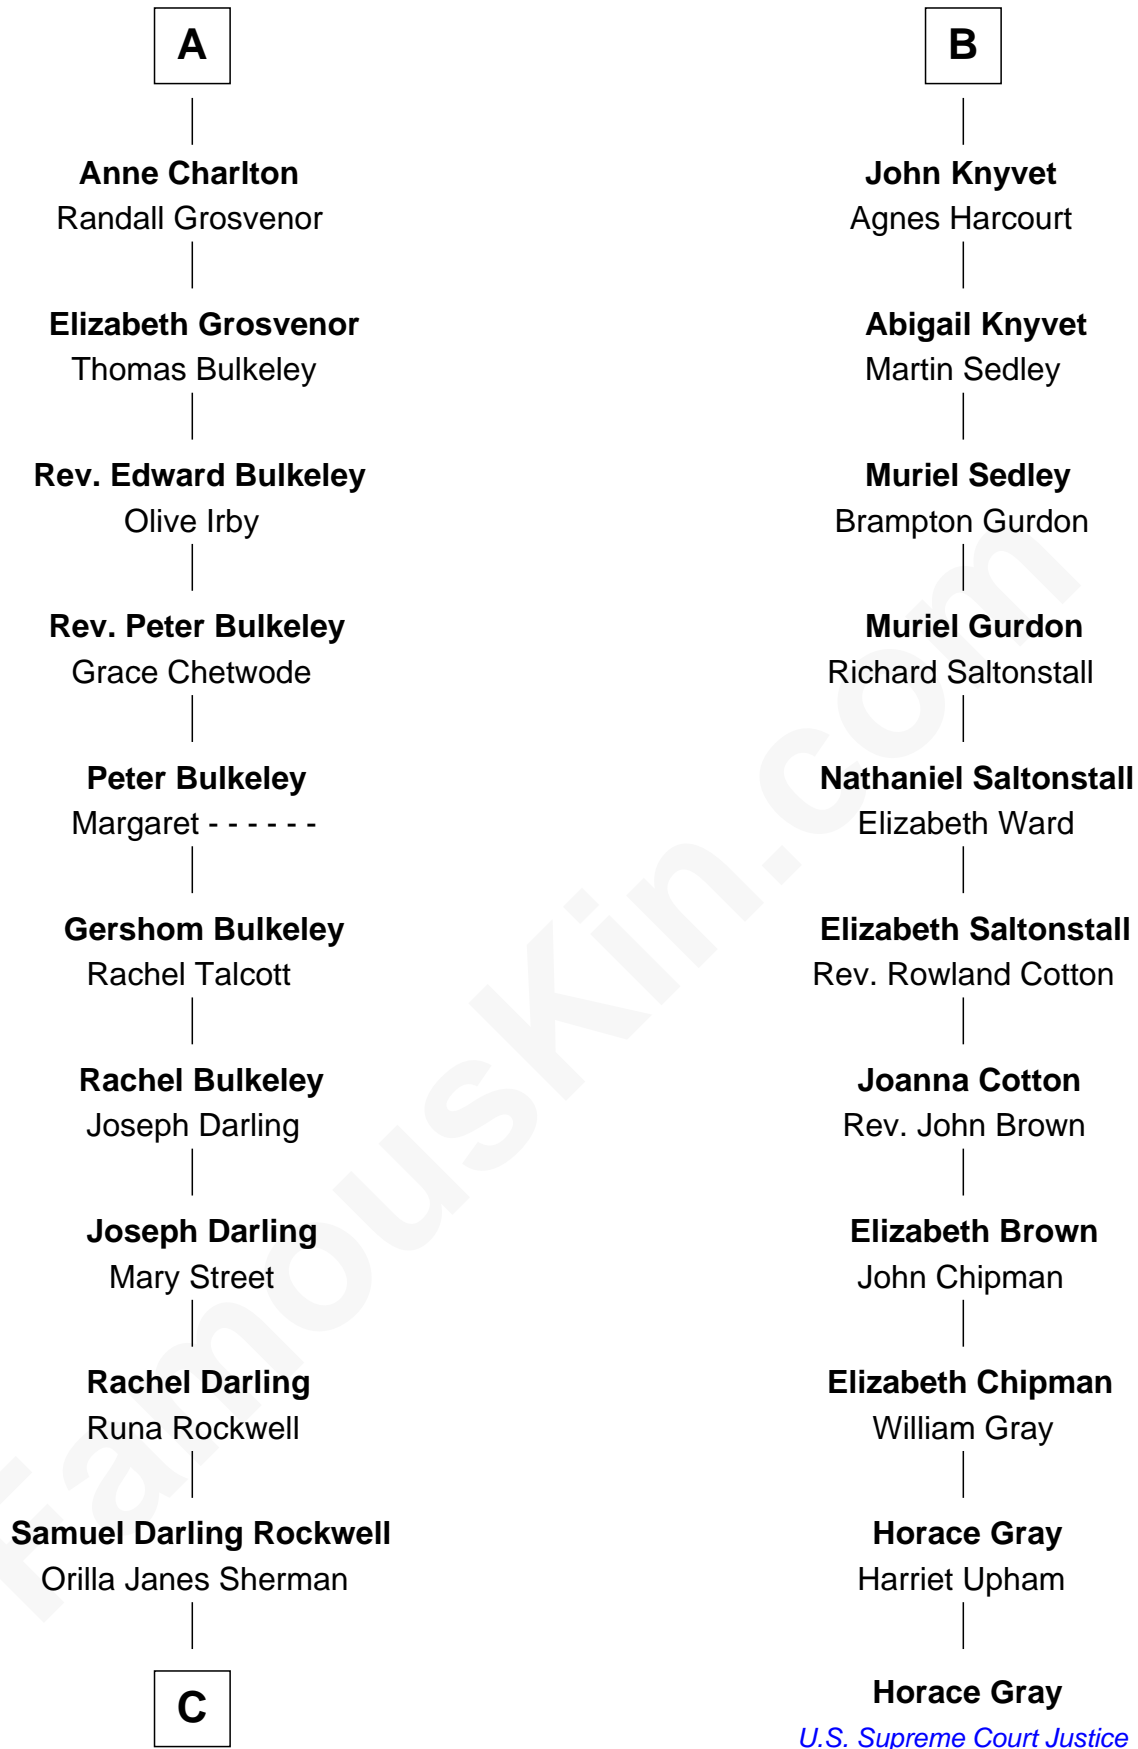 A
Anne Charlton
Randall Grosvenor
Elizabeth Grosvenor
Thomas Bulkeley
Rev. Edward Bulkeley
Olive Irby
Rev. Peter Bulkeley
Grace Chetwode
Peter Bulkeley
Margaret - - - - - -
Gershom Bulkeley
Rachel Talcott
Rachel Bulkeley
Joseph Darling
Joseph Darling
Mary Street
Rachel Darling
Runa Rockwell
Samuel Darling Rockwell
Orilla Janes Sherman
C
B
John Knyvet
Agnes Harcourt
Abigail Knyvet
Martin Sedley
Muriel Sedley
Brampton Gurdon
Muriel Gurdon
Richard Saltonstall
Nathaniel Saltonstall
Elizabeth Ward
Elizabeth Saltonstall
Rev. Rowland Cotton
Joanna Cotton
Rev. John Brown
Elizabeth Brown
John Chipman
Elizabeth Chipman
William Gray
Horace Gray
Harriet Upham
Horace Gray
U.S. Supreme Court Justice
FamousKin.com